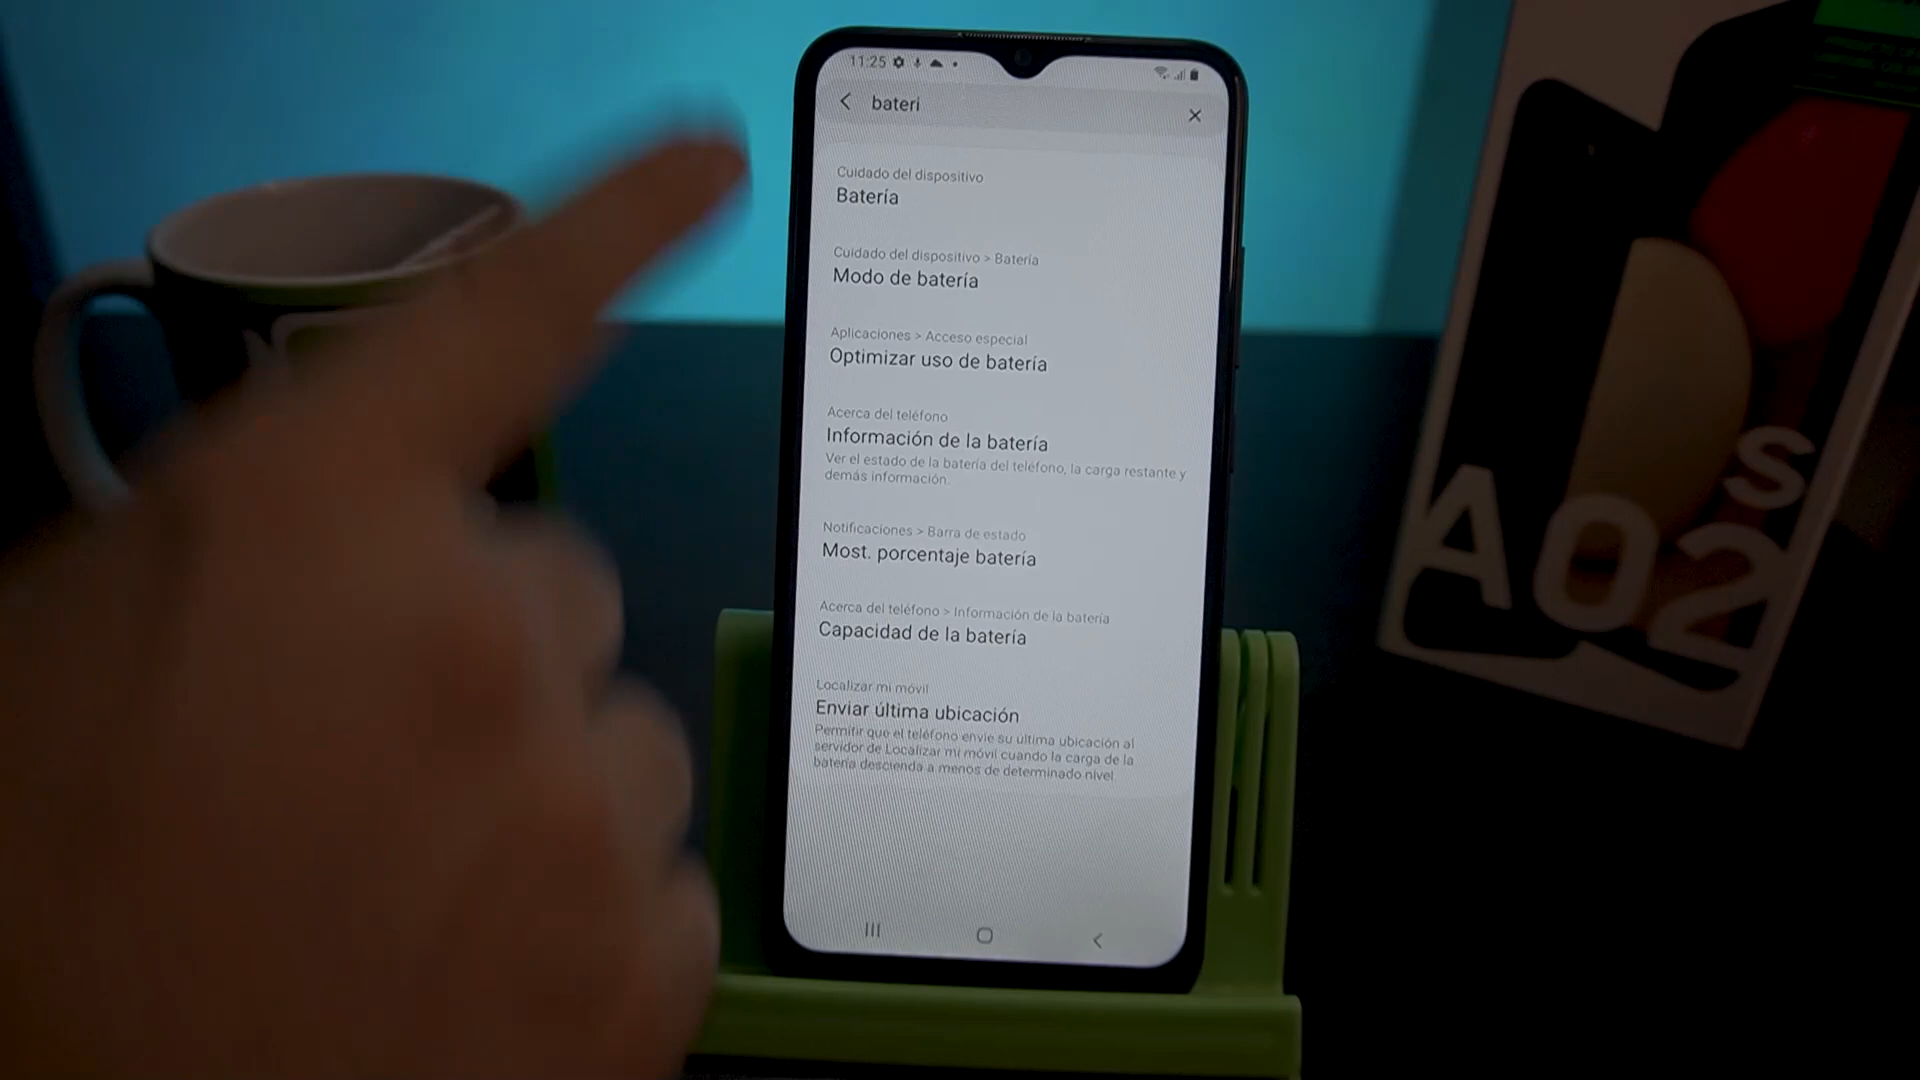 11:25
bateri
Cuidado del dispositivo
Batería
Cuidado del dispositivo > Batería
Modo de batería
Aplicaciones > Acceso especial
Optimizar uso de batería
Acerca del teléfono
Información de la batería
Ver el estado de la batería del teléfono, la carga restante y
demás información.
Notificaciones > Barra de estado
Most. porcentaje batería
Acerca del teléfono > Información de la batería
Capacidad de la batería
Localizar mi móvil
Enviar última ubicación
Permitir que el teléfono envíe su última ubicación al
servidor de Localizar mi móvil cuando la carga de la
batería descienda a menos de determinado nivel.
A02s